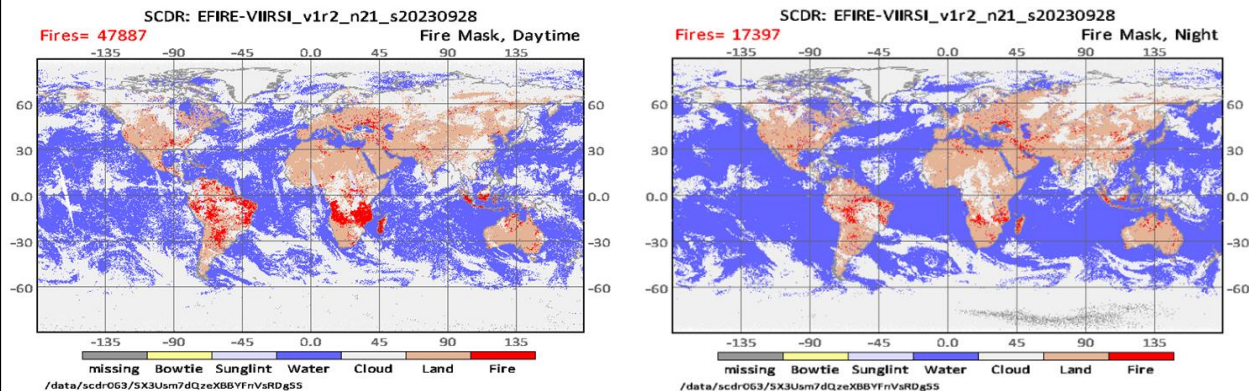 SCDR: EFIRE-VIIRSI_v1r2_n21_s20230928
Fires= 47887 Fire Mask, Daytime
-135 -90 -45 0.0 45 90 135
60 60
30 30
0.0 0.0
-30 -30
-60 -60
-135 -90 -45 0.0 45 90 135
missing Bowtie Sunglint Water Cloud Land Fire
/data/scdr063/SX3Usm7dQzeXBBYFnVsRDgSS
SCDR: EFIRE-VIIRSI_v1r2_n21_s20230928
Fires= 17397 Fire Mask, Night
-135 -90 -45 0.0 45 90 135
60 60
30 30
0.0 0.0
-30 -30
-60 -60
-135 -90 -45 0.0 45 90 135
missing Bowtie Sunglint Water Cloud Land Fire
/data/scdr063/SX3Usm7dQzeXBBYFnVsRDgSS